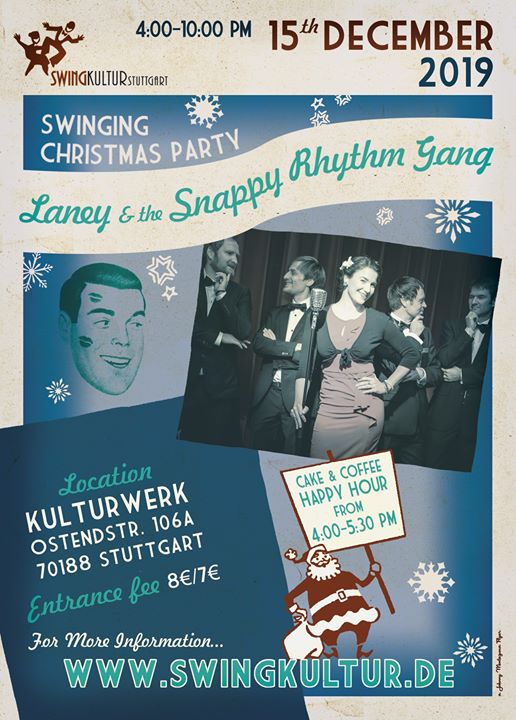 4:00-10:00 PM
15th DECEMBER
2019
SWINGKULTUR STUTTGART
SWINGING
CHRISTMAS PARTY
Laney & the Snappy Rhythm Gang
CAKE & COFFEE
HAPPY HOUR
FROM
4:00-5:30 PM
Location
KULTURWERK
OSTENDSTR. 106A
70188 STUTTGART
Entrance fee 8€/7€
For More Information...
WWW.SWINGKULTUR.DE